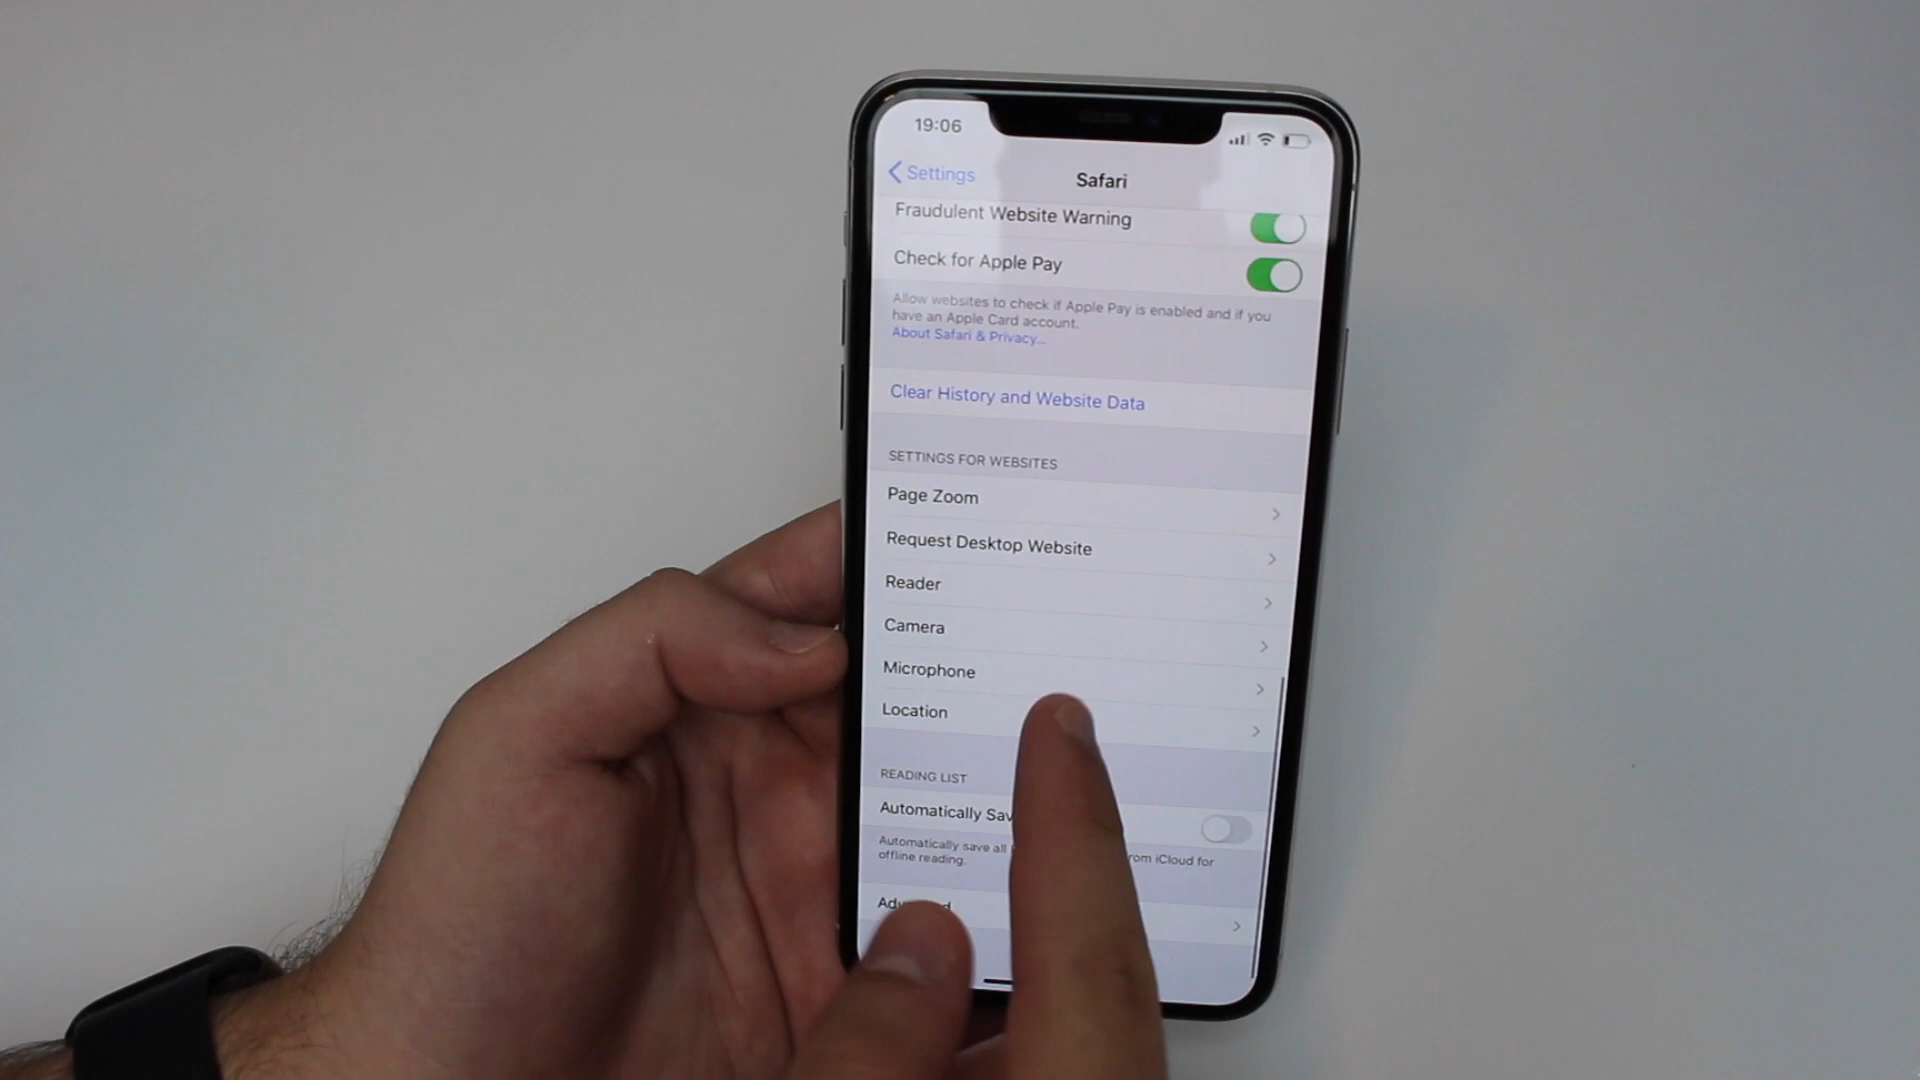 19:06
Settings
Safari
Fraudulent Website Warning
Check for Apple Pay
Allow websites to check if Apple Pay is enabled and if you
have an Apple Card account.
About Safari & Privacy...
Clear History and Website Data
SETTINGS FOR WEBSITES
Page Zoom
Request Desktop Website
Reader
Camera
Microphone
Location
READING LIST
Automatically Sav
Automatically save all rom iCloud for
offline reading.